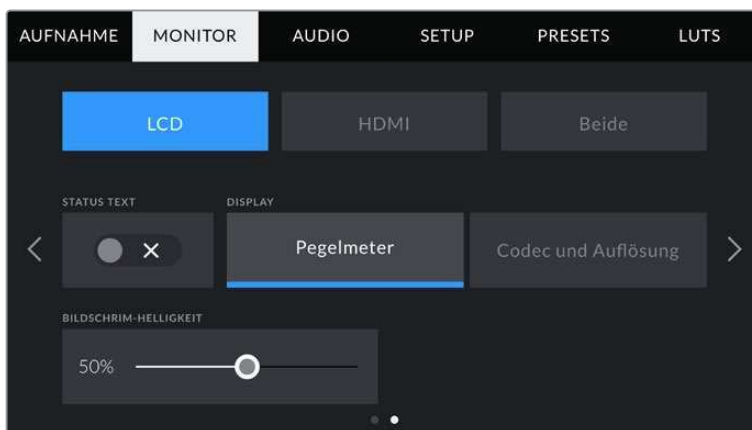 AUFNAHME MONITOR AUDIO SETUP PRESETS LUTS
LCD HDMI Beide
STATUS TEXT DISPLAY
Pegelmeter Codec und Auflösung
BILDSCHRIM-HELLIGKEIT
50%